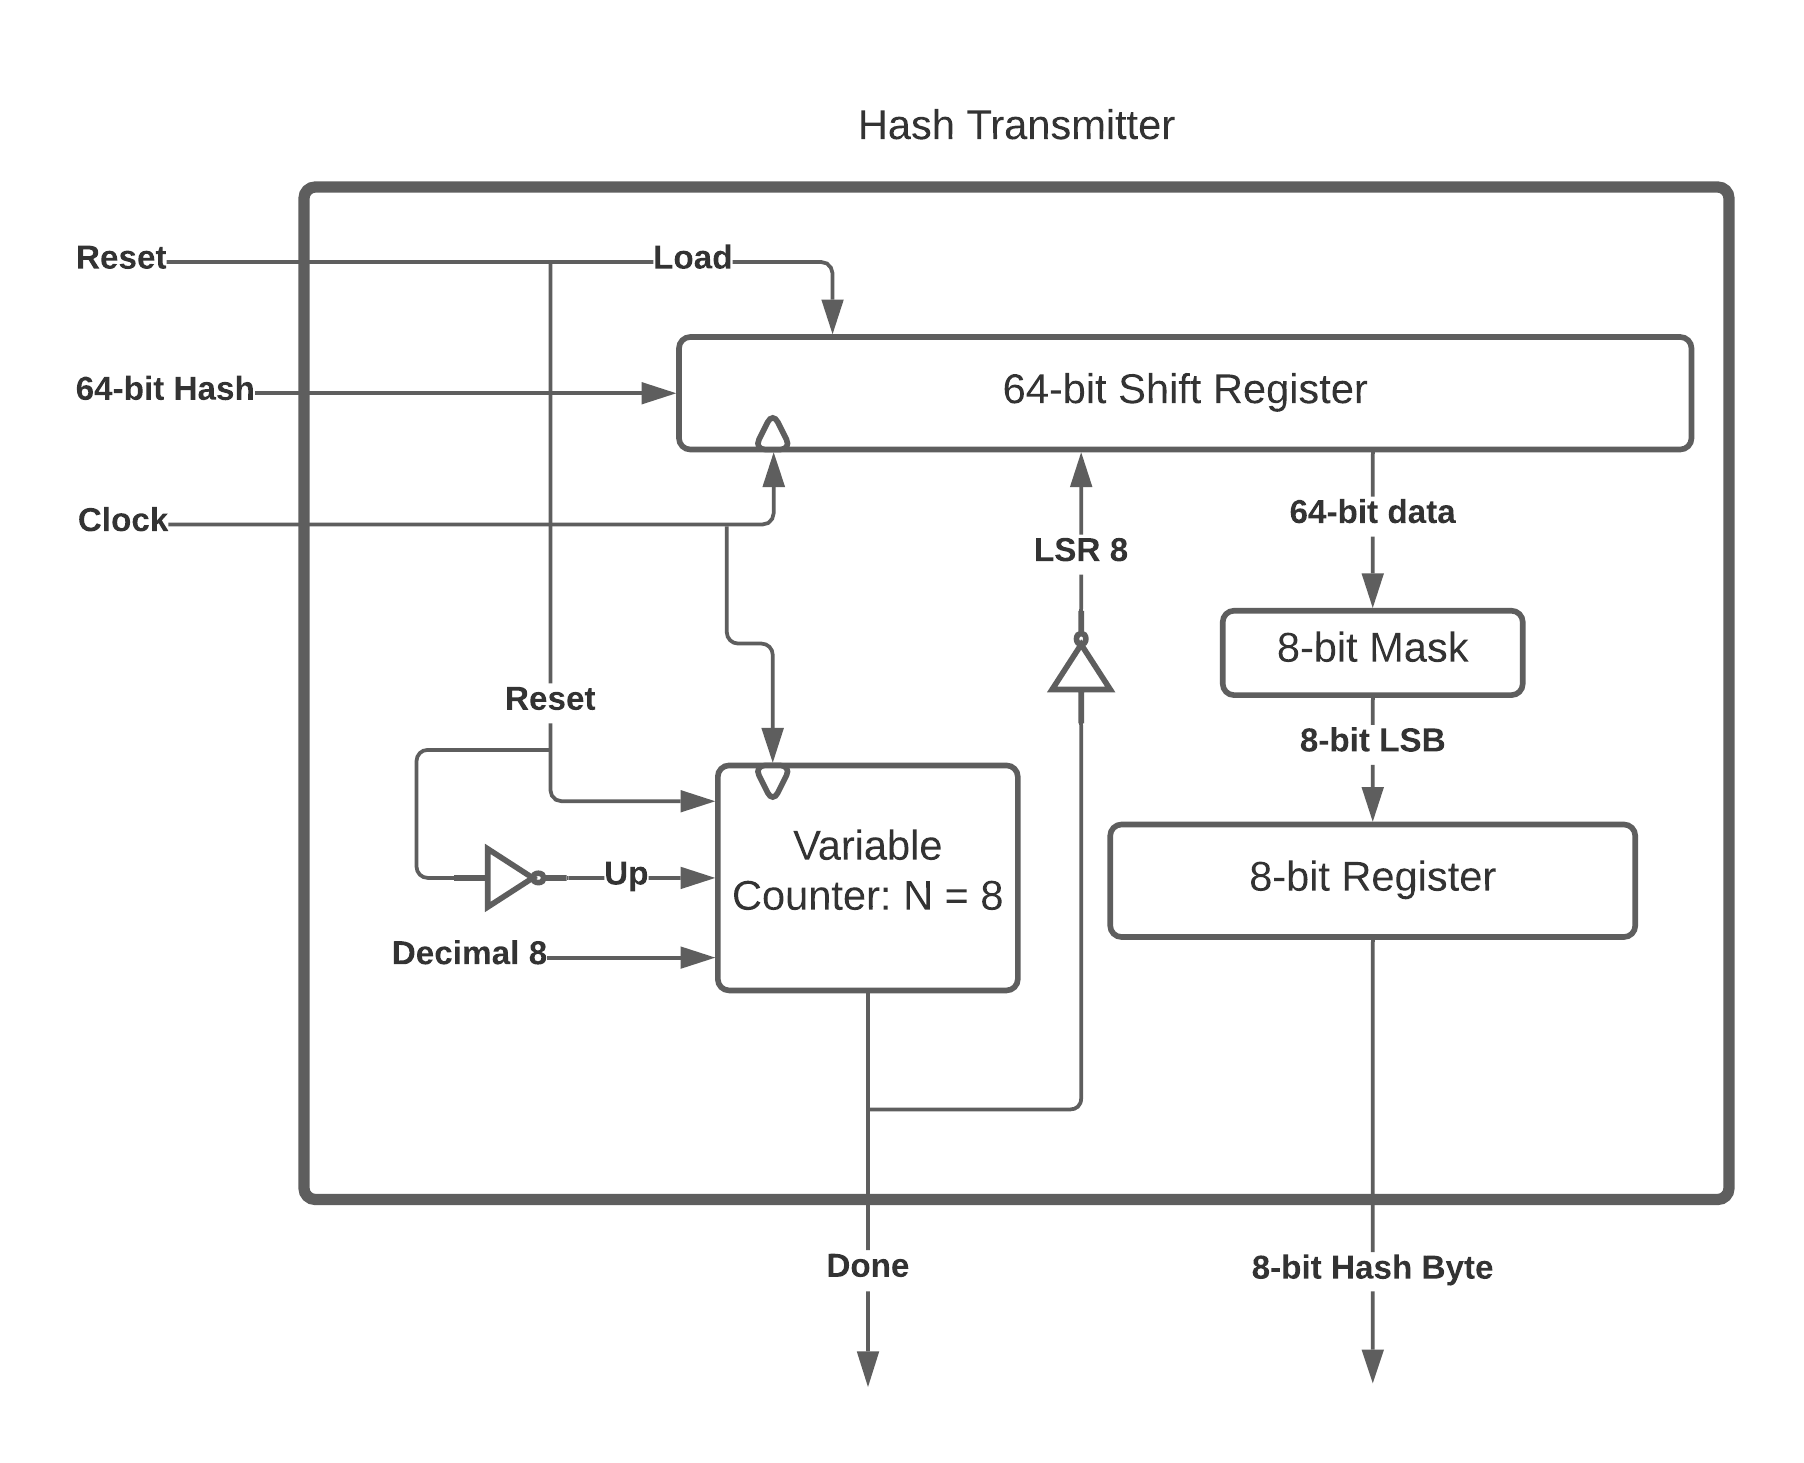 Hash Transmitter
Reset
Load
64-bit Hash
64-bit Shift Register
Clock
64-bit data
LSR 8
8-bit Mask
Reset
8-bit LSB
Variable
Counter: N = 8
8-bit Register
Up
Decimal 8
Done
8-bit Hash Byte